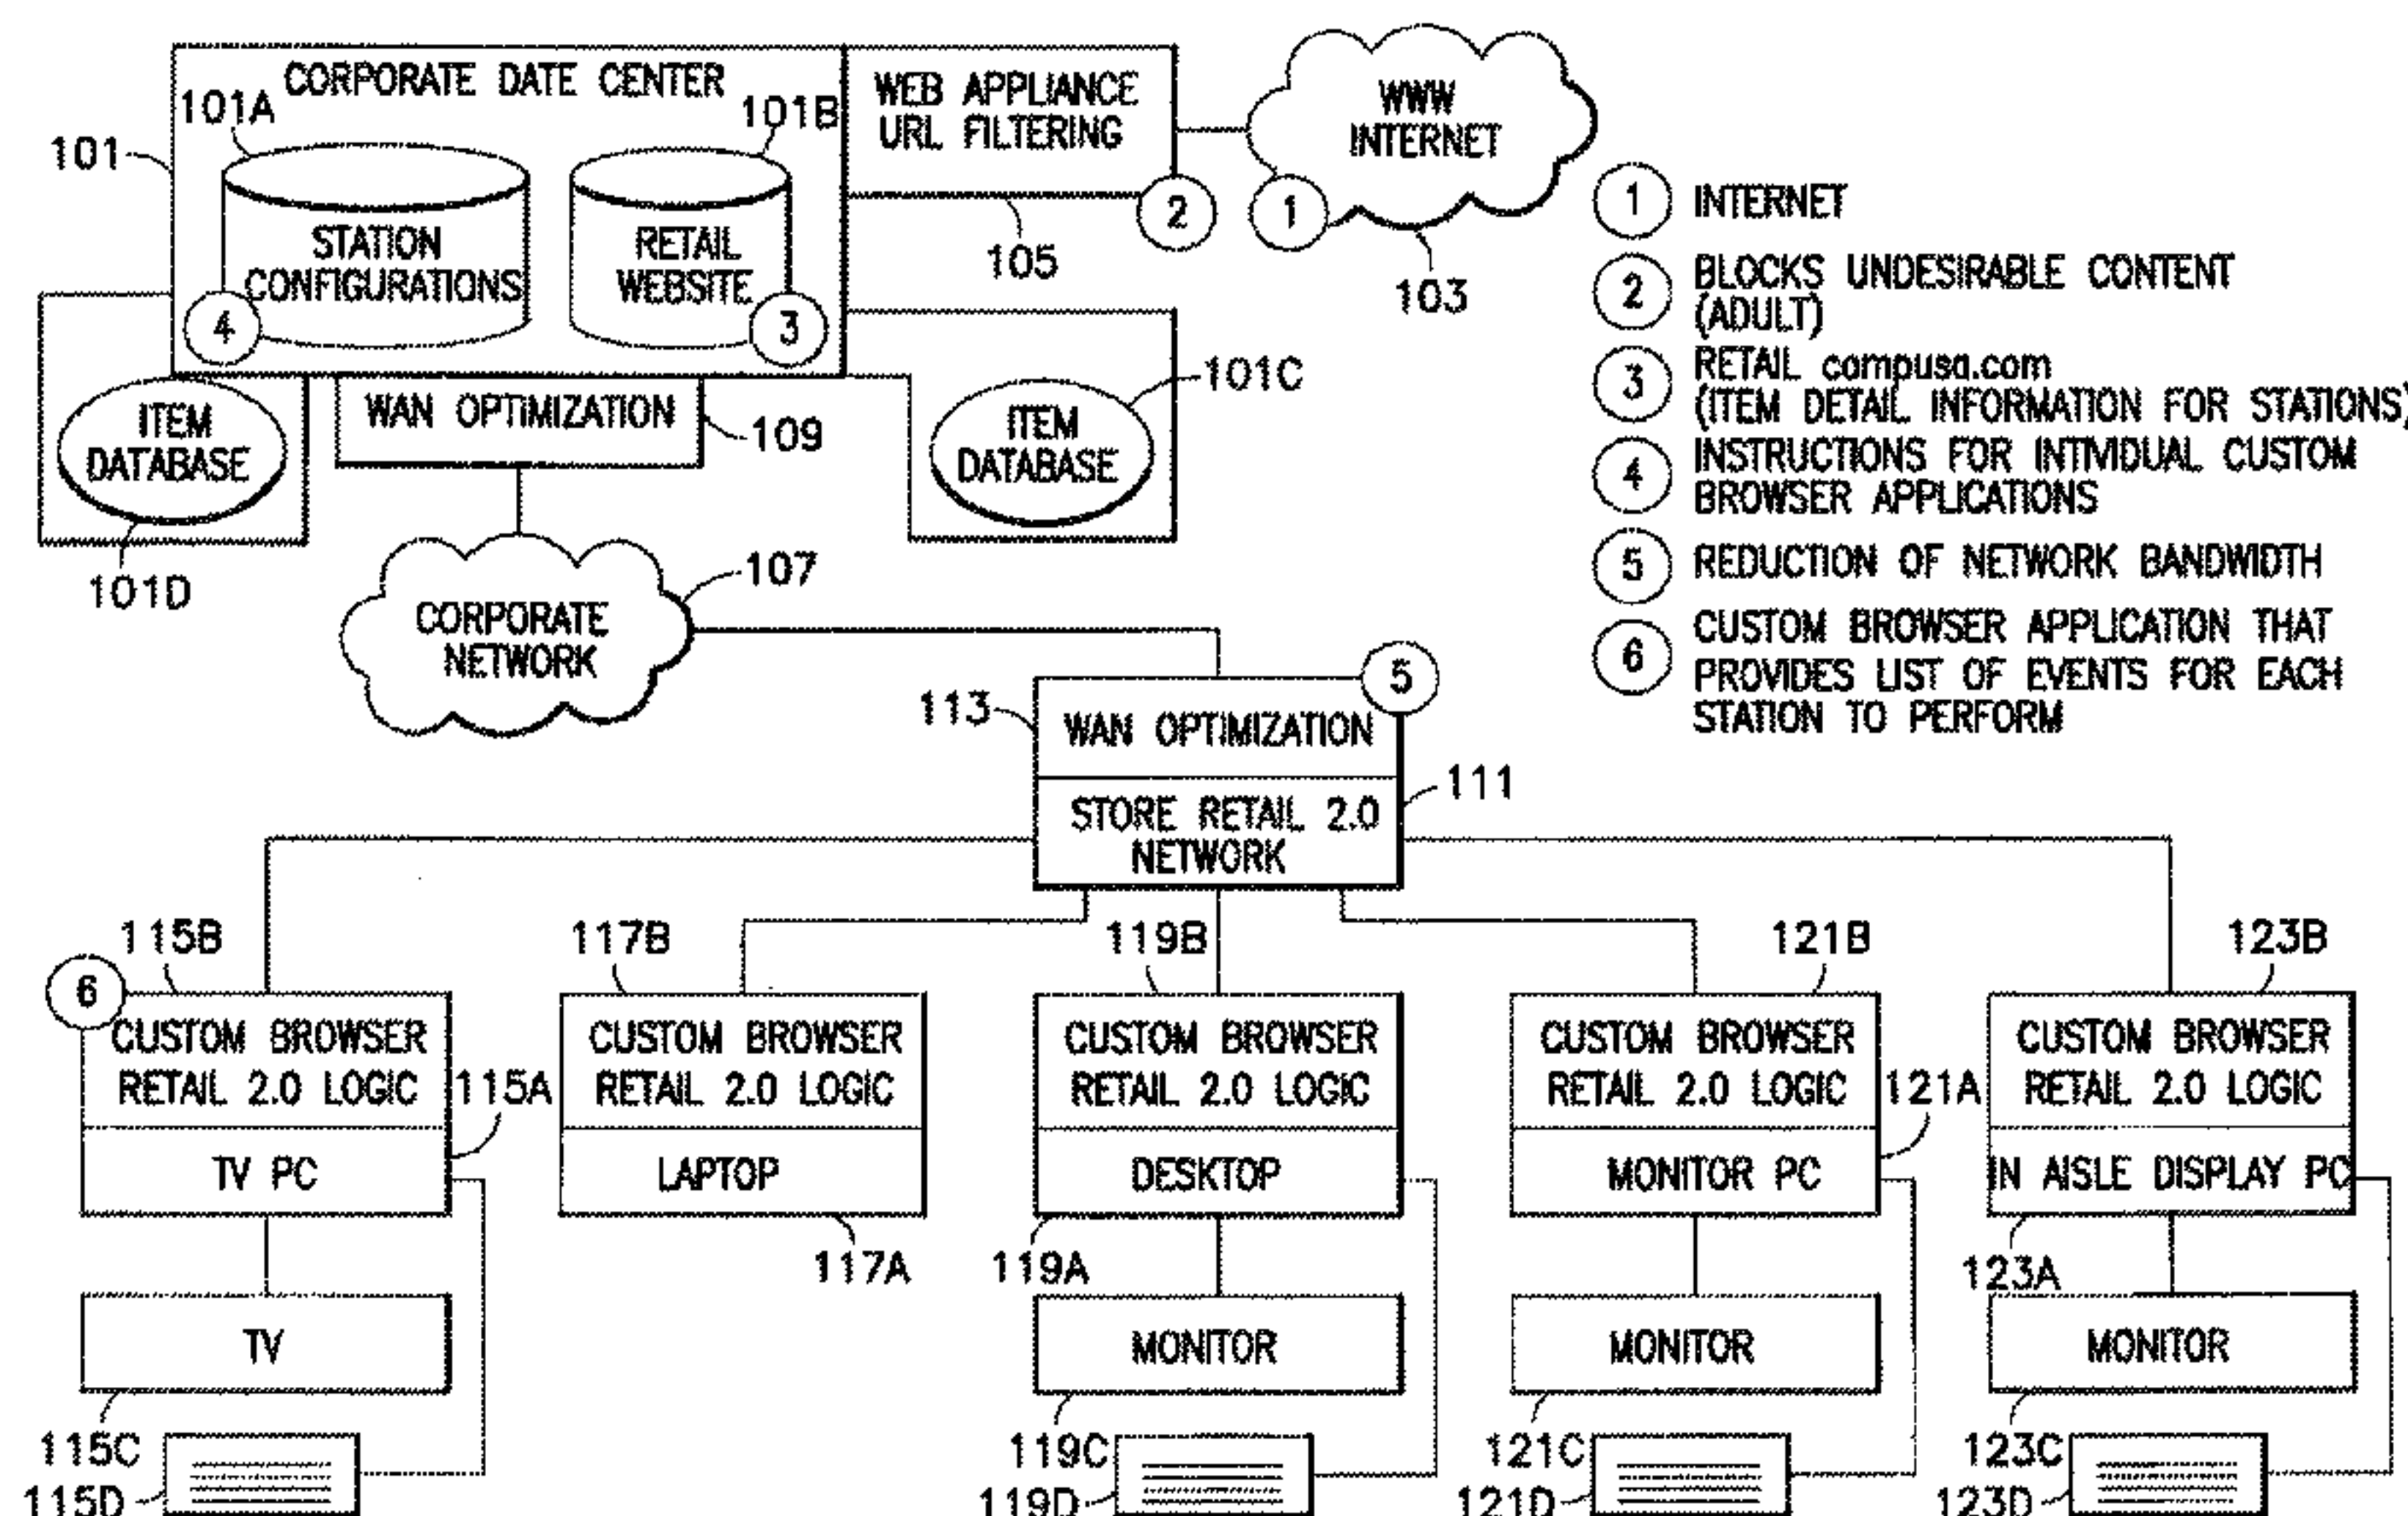 CORPORATE DATE CENTER
101A
101B
101
STATION
CONFIGURATIONS
4
RETAIL
WEBSITE
3
WEB APPLIANCE
URL FILTERING
2
105
WWW
INTERNET
1
103
ITEM
DATABASE
101D
WAN OPTIMIZATION
109
ITEM
DATABASE
101C
1 INTERNET
2 BLOCKS UNDESIRABLE CONTENT
(ADULT)
3 RETAIL compusa.com
(ITEM DETAIL INFORMATION FOR STATIONS)
4 INSTRUCTIONS FOR INTIVIDUAL CUSTOM
BROWSER APPLICATIONS
5 REDUCTION OF NETWORK BANDWIDTH
6 CUSTOM BROWSER APPLICATION THAT
PROVIDES LIST OF EVENTS FOR EACH
STATION TO PERFORM
CORPORATE
NETWORK
107
5
113
WAN OPTIMIZATION
STORE RETAIL 2.0
NETWORK
111
115B
6
CUSTOM BROWSER
RETAIL 2.0 LOGIC
115A
TV PC
TV
115C
115D
117B
CUSTOM BROWSER
RETAIL 2.0 LOGIC
LAPTOP
117A
119B
CUSTOM BROWSER
RETAIL 2.0 LOGIC
DESKTOP
119A
MONITOR
119C
119D
121B
CUSTOM BROWSER
RETAIL 2.0 LOGIC
121A
MONITOR PC
MONITOR
121C
121D
123B
CUSTOM BROWSER
RETAIL 2.0 LOGIC
IN AISLE DISPLAY PC
123A
MONITOR
123C
123D